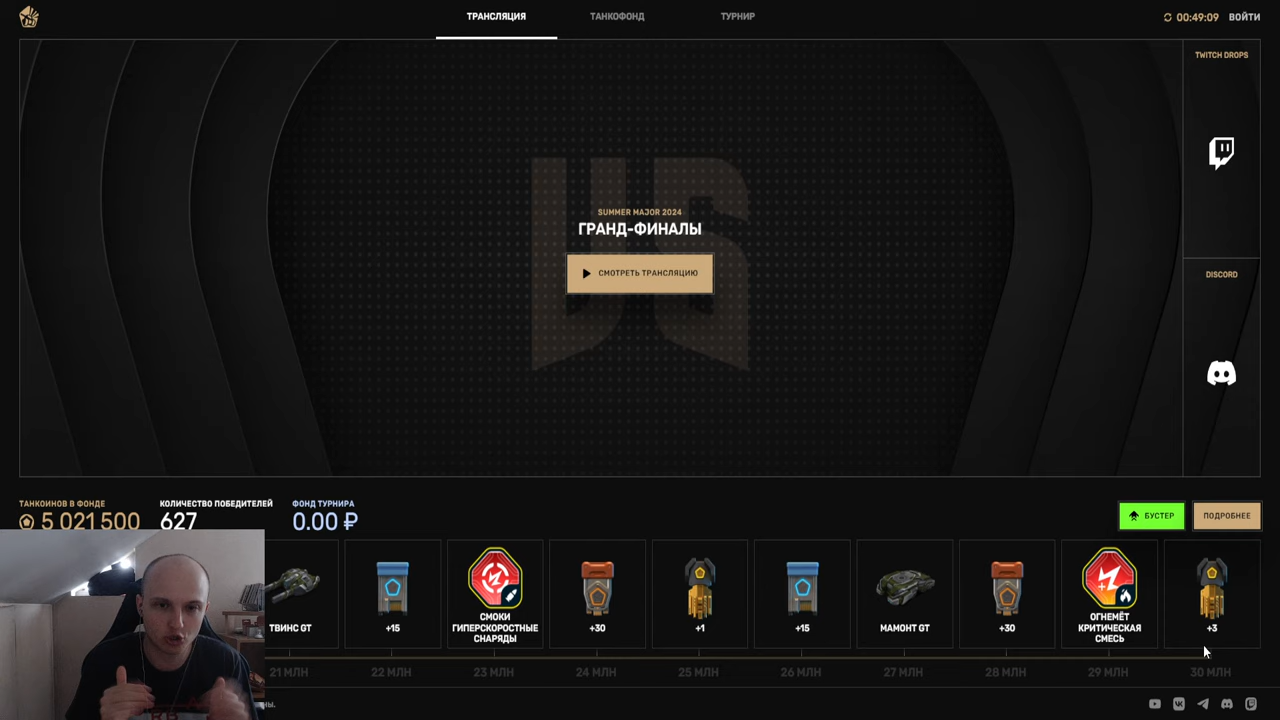 ТРАНСЛЯЦИЯ
ТАНКОФОНД
ТУРНИР
00:49:09
ВОЙТИ
TWITCH DROPS
SUMMER MAJOR 2024
ГРАНД-ФИНАЛЫ
СМОТРЕТЬ ТРАНСЛЯЦИЮ
DISCORD
ТАНКОИНОВ В ФОНДЕ
КОЛИЧЕСТВО ПОБЕДИТЕЛЕЙ
ФОНД ТУРНИРА
5 021 500
627
0.00 ₽
БУСТЕР
ПОДРОБНЕЕ
ТВИНС GT
+15
СМОКИ
ГИПЕРСКОРОСТНЫЕ
СНАРЯДЫ
+30
+1
+15
МАМОНТ GT
+30
ОГНЕМЁТ
КРИТИЧЕСКАЯ
СМЕСЬ
+3
21 МЛН
22 МЛН
23 МЛН
24 МЛН
25 МЛН
26 МЛН
27 МЛН
28 МЛН
29 МЛН
30 МЛН